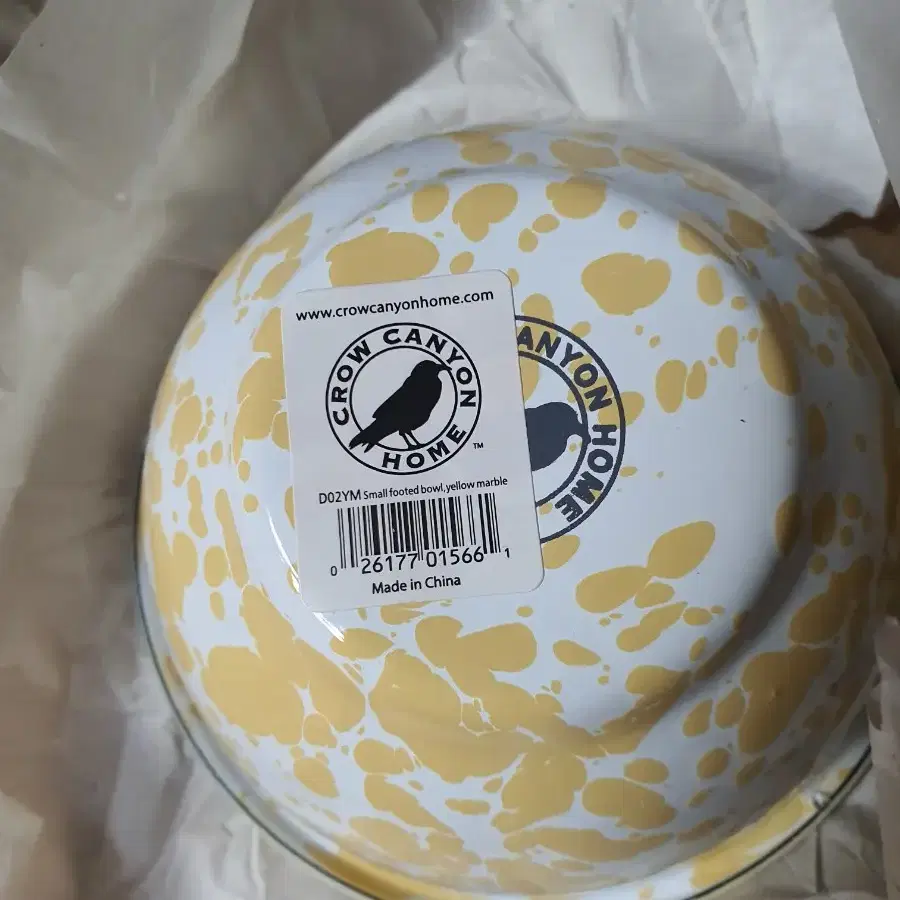 www.crowcanyonhome.com
CROW CANYON
HOME
™
D02YM Small footed bowl, yellow marble
0 26177 01566 1
Made in China
CANYON HOME